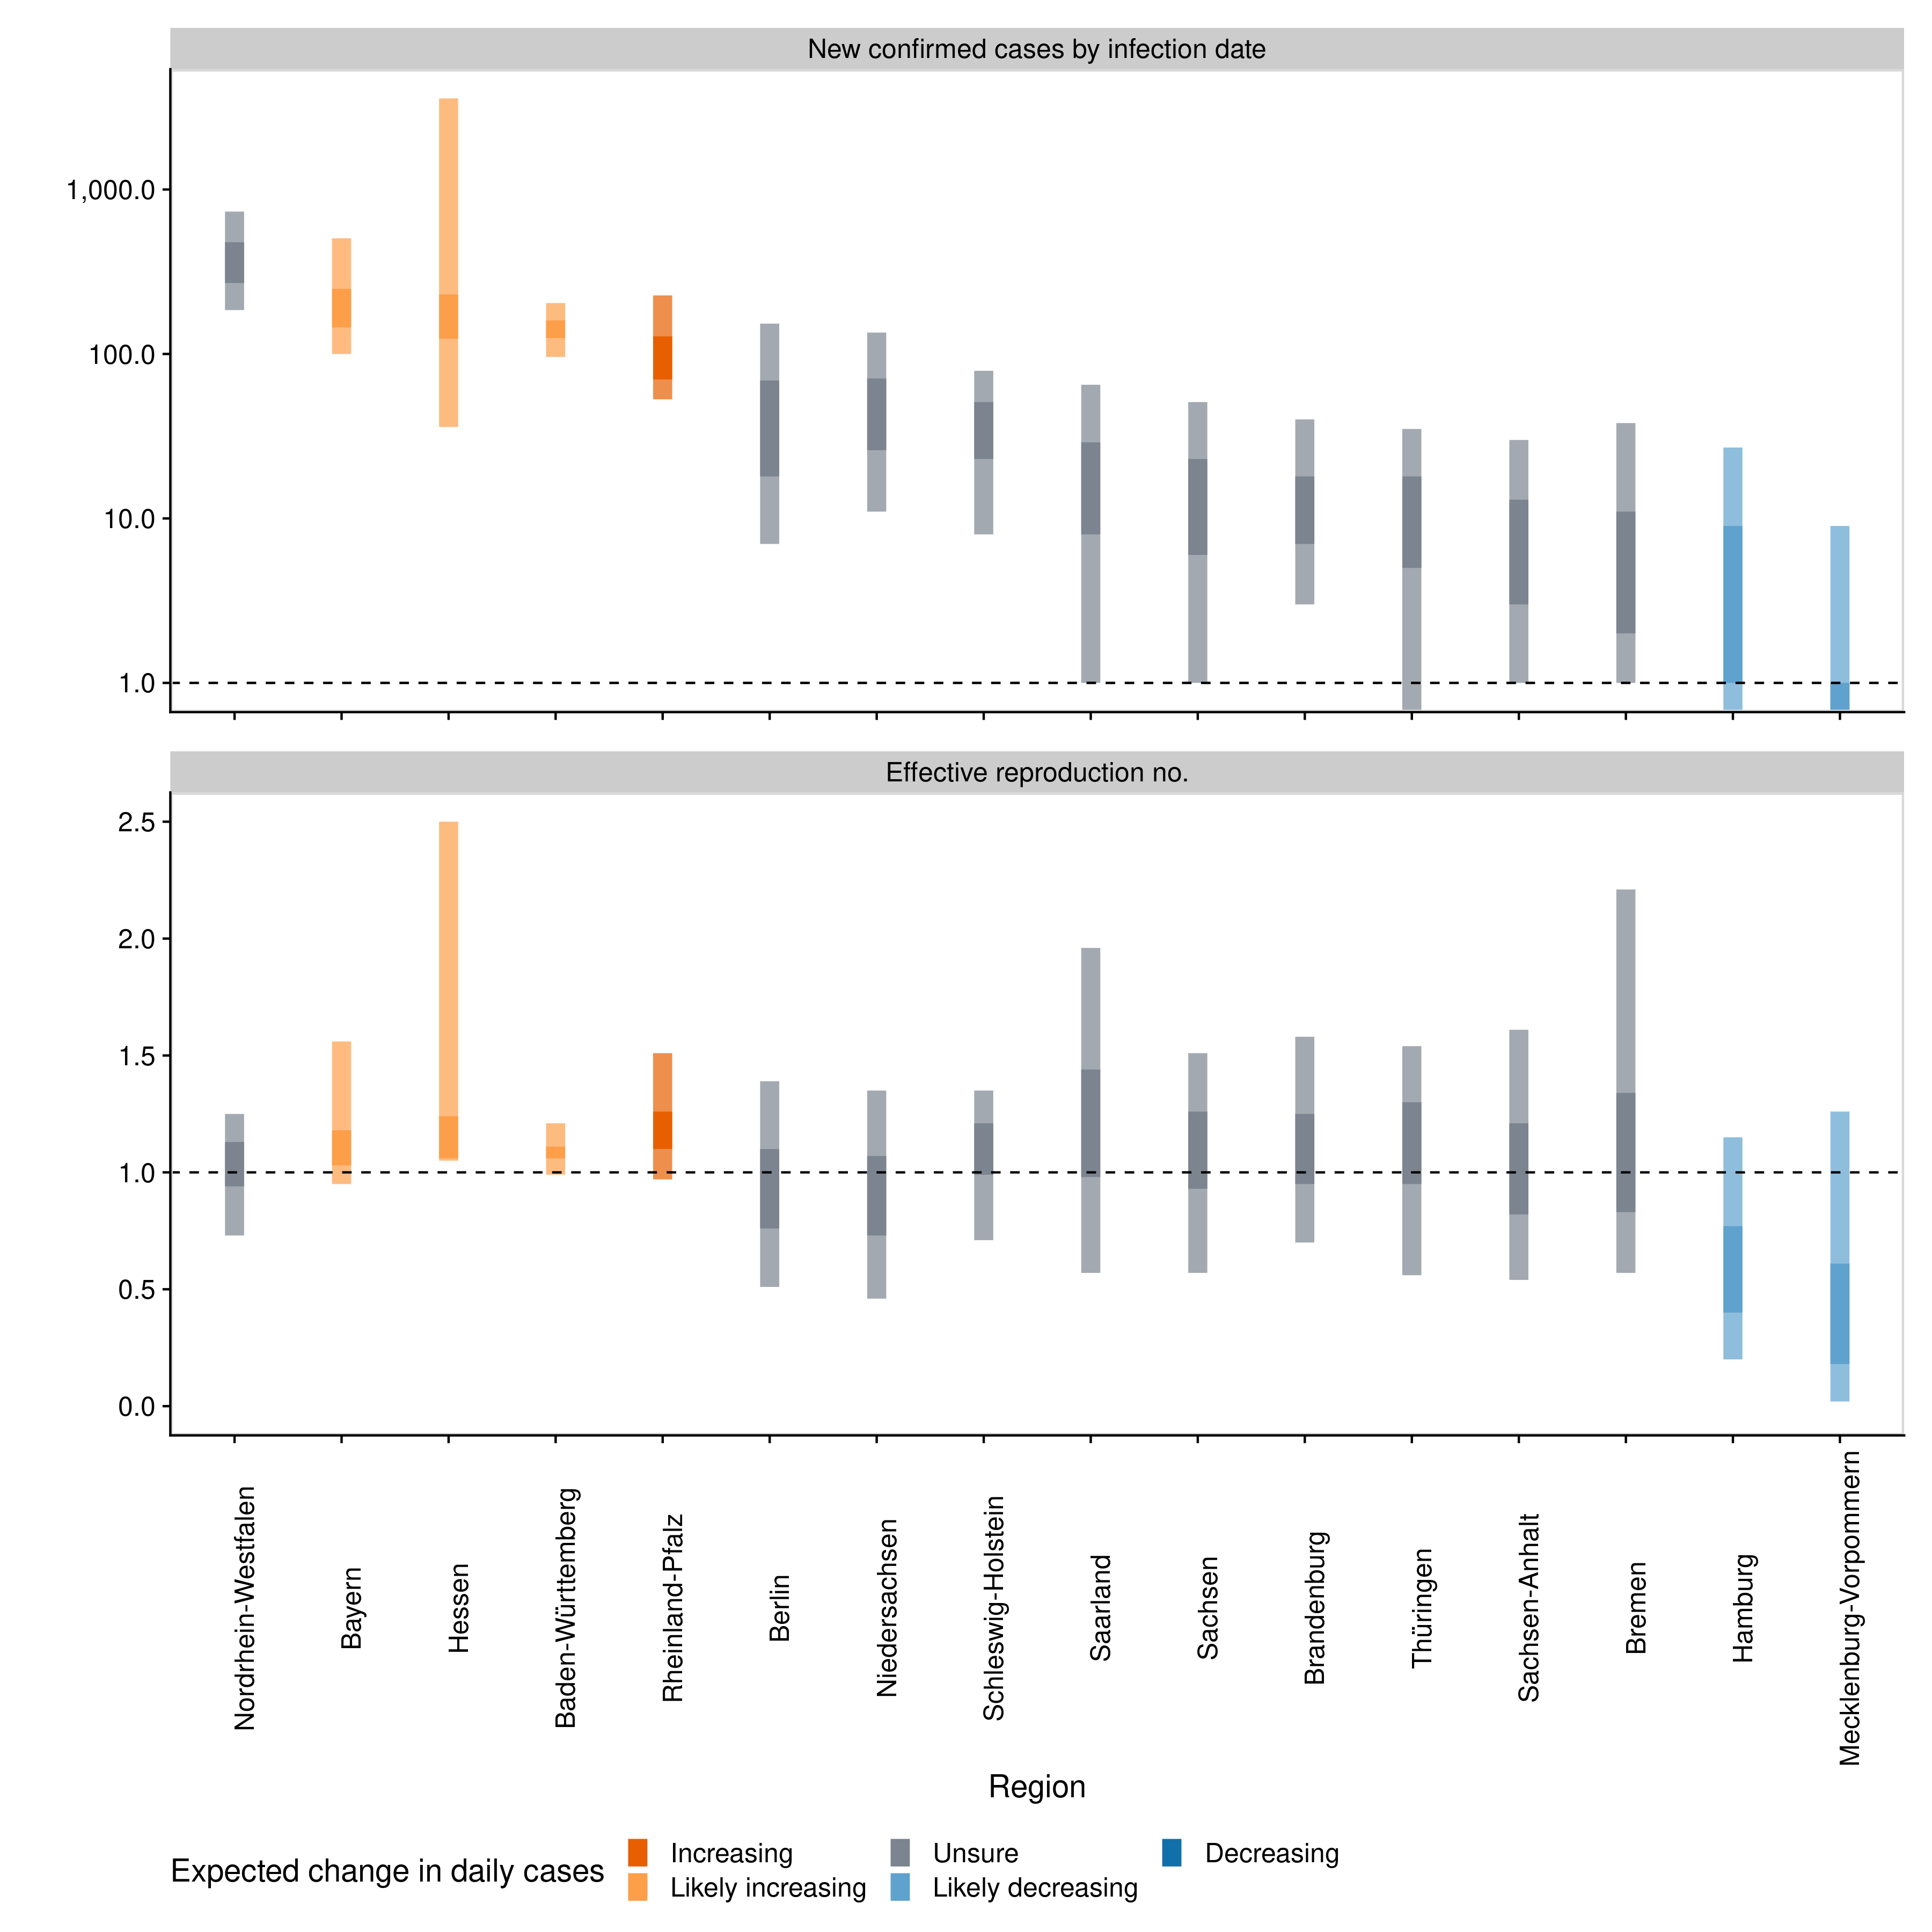 New confirmed cases by infection date
1,000.0
100.0
10.0
1.0
Effective reproduction no.
2.5
2.0
1.5
1.0
0.5
0.0
Nordrhein-Westfalen
Bayern
Hessen
Baden-Württemberg
Rheinland-Pfalz
Berlin
Niedersachsen
Schleswig-Holstein
Saarland
Sachsen
Brandenburg
Thüringen
Sachsen-Anhalt
Bremen
Hamburg
Mecklenburg-Vorpommern
Region
Expected change in daily cases
Increasing
Likely increasing
Unsure
Likely decreasing
Decreasing